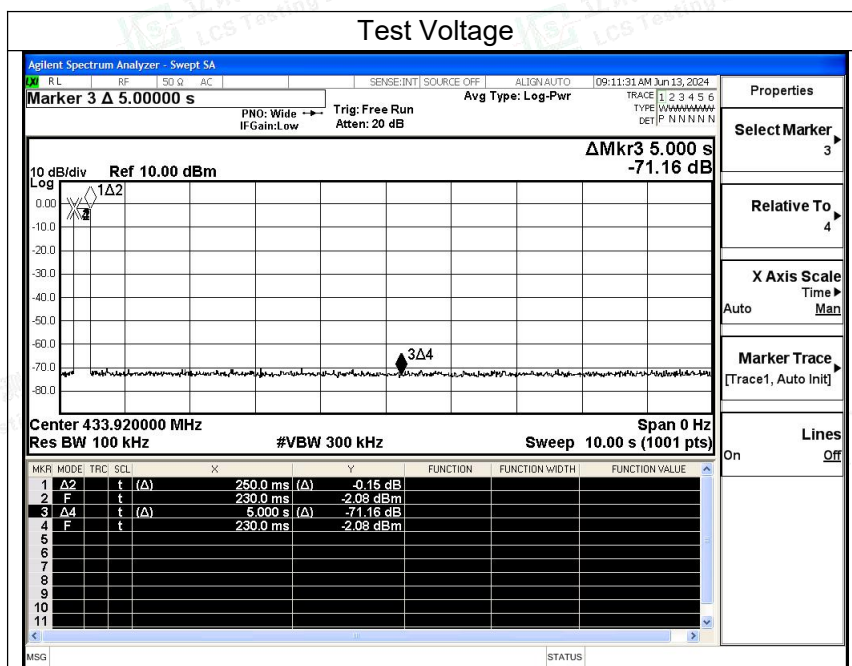 LCS Testing
LCS Testing
Test Voltage
Agilent Spectrum Analyzer - Swept SA
LXI RL RF 50 Ω AC SENSE:INT SOURCE OFF ALIGN AUTO 09:11:31 AM Jun 13, 2024
Marker 3 Δ 5.00000 s
PNO: Wide
IFGain:Low
Trig: Free Run
Atten: 20 dB
Avg Type: Log-Pwr
TRACE 1 2 3 4 5 6
TYPE WWWWWW
DET P N N N N N
ΔMkr3 5.000 s
-71.16 dB
10 dB/div Ref 10.00 dBm
Log
1Δ2
0.00
-10.0
-20.0
-30.0
-40.0
-50.0
-60.0
3Δ4
-70.0
-80.0
Center 433.920000 MHz Span 0 Hz
Res BW 100 kHz #VBW 300 kHz Sweep 10.00 s (1001 pts)
MKR MODE TRC SCL X Y FUNCTION FUNCTION WIDTH FUNCTION VALUE
1 Δ2 t (Δ) 250.0 ms (Δ) -0.15 dB
2 F t 230.0 ms -2.08 dBm
3 Δ4 t (Δ) 5.000 s (Δ) -71.16 dB
4 F t 230.0 ms -2.08 dBm
5
6
7
8
9
10
11
MSG STATUS
Properties
Select Marker
3
Relative To
4
X Axis Scale
Time
Auto Man
Marker Trace
[Trace1, Auto Init]
Lines
On Off